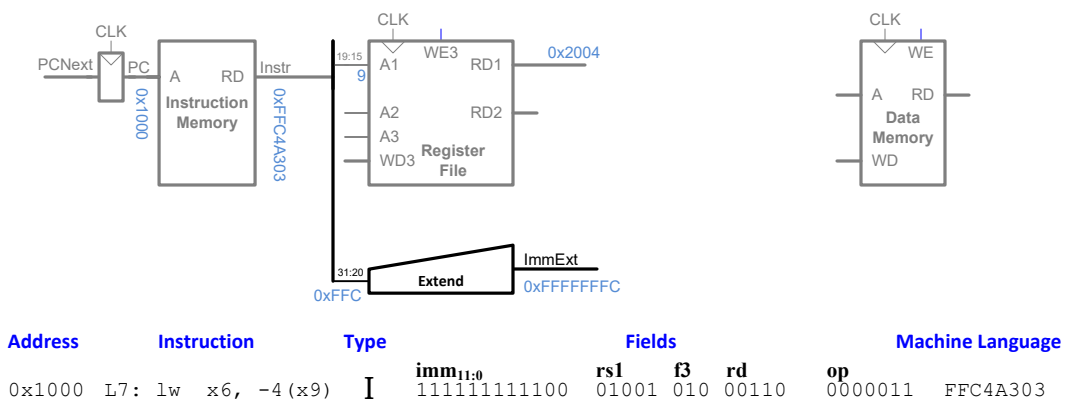 CLK CLK CLK
PCNext PC A RD Instr 19:15 A1 WE3 RD1 0x2004 WE
9
Instruction Memory A2 RD2 A RD
0x1000 0xFFC4A303 A3 Data Memory
WD3 Register File WD
31:20 Extend ImmExt
0xFFC 0xFFFFFFFC
Address Instruction Type Fields Machine Language
imm11:0 rs1 f3 rd op
0x1000 L7: lw x6, -4(x9) I 111111111100 01001 010 00110 0000011 FFC4A303